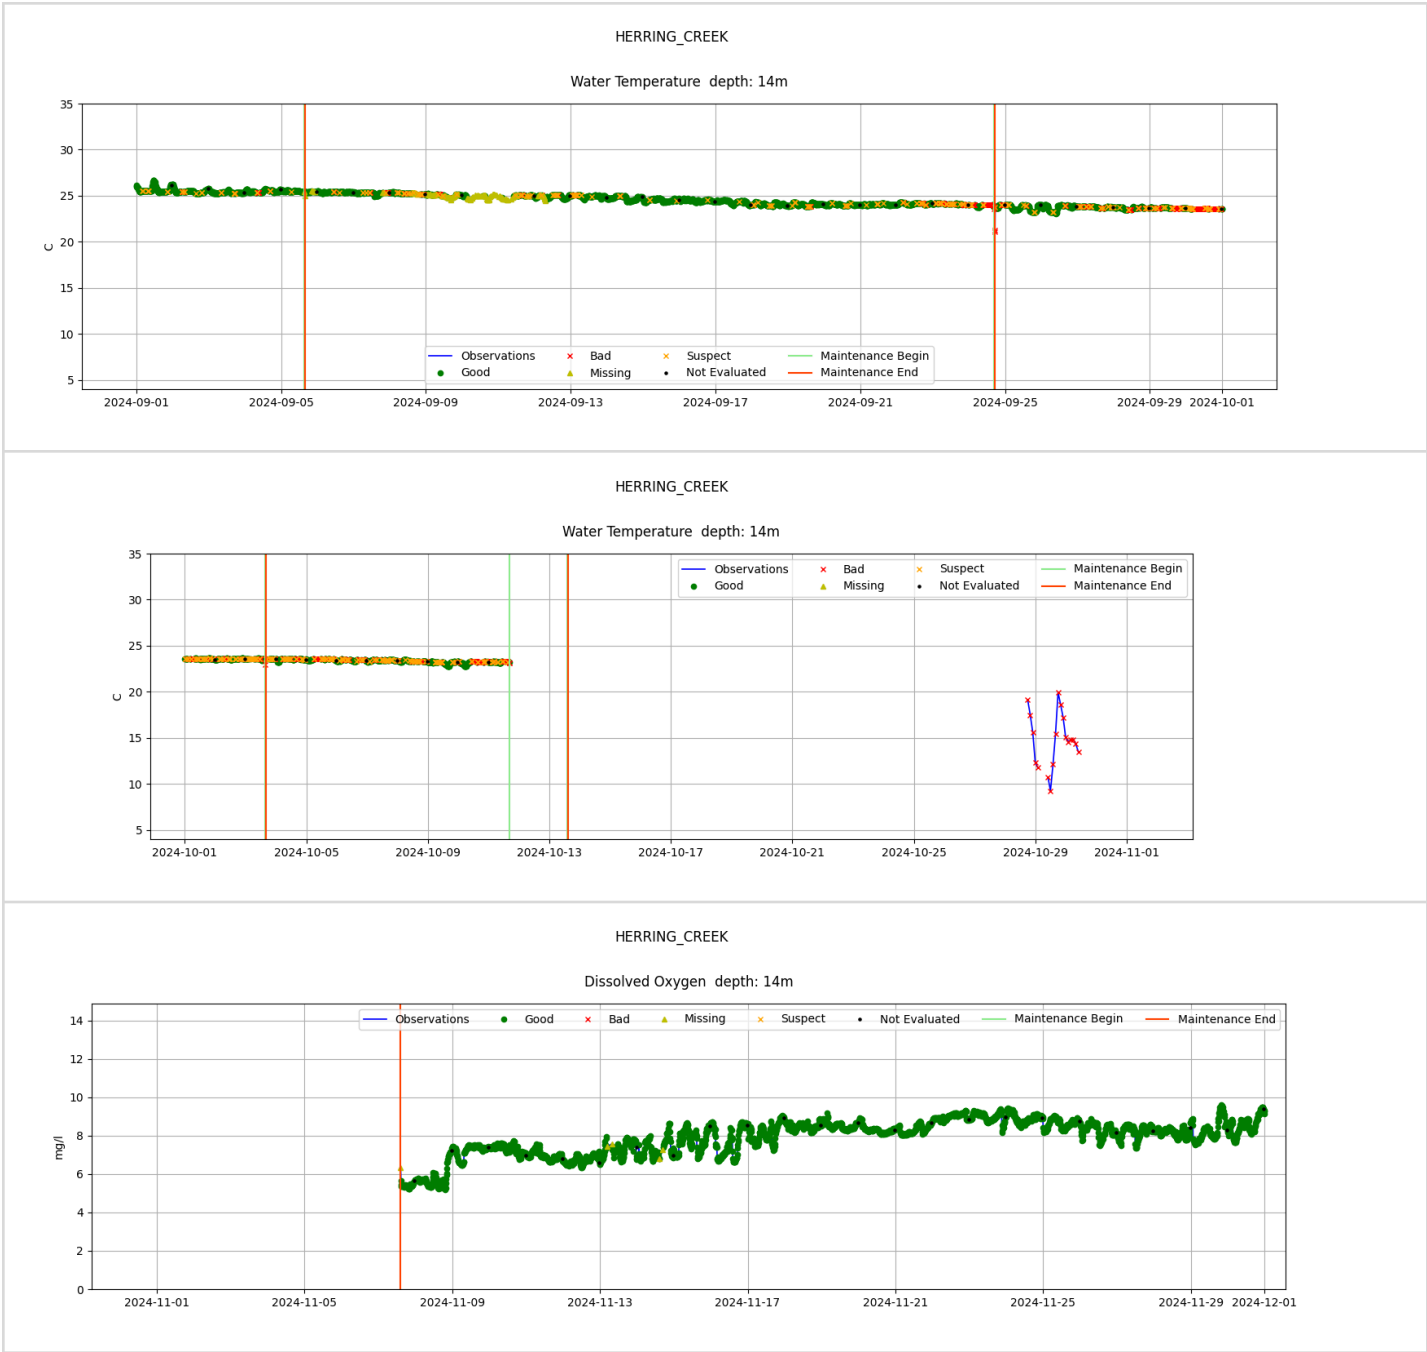 HERRING_CREEK
Water Temperature depth: 14m
35
30
25
20
15
10
5
C
Observations Bad Suspect Maintenance Begin
Good Missing Not Evaluated Maintenance End
2024-09-01 2024-09-05 2024-09-09 2024-09-13 2024-09-17 2024-09-21 2024-09-25 2024-09-29 2024-10-01
HERRING_CREEK
Water Temperature depth: 14m
35
30
25
20
15
10
5
C
Observations Bad Suspect Maintenance Begin
Good Missing Not Evaluated Maintenance End
2024-10-01 2024-10-05 2024-10-09 2024-10-13 2024-10-17 2024-10-21 2024-10-25 2024-10-29 2024-11-01
HERRING_CREEK
Dissolved Oxygen depth: 14m
14
12
10
8
6
4
2
0
mg/l
Observations Good Bad Missing Suspect Not Evaluated Maintenance Begin Maintenance End
2024-11-01 2024-11-05 2024-11-09 2024-11-13 2024-11-17 2024-11-21 2024-11-25 2024-11-29 2024-12-01